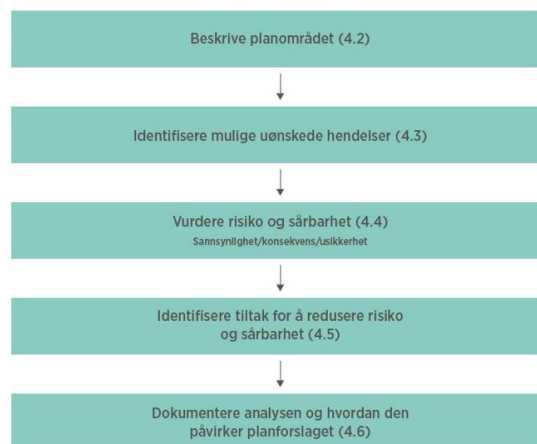 Beskrive planområdet (4.2)
Identifisere mulige uønskede hendelser (4.3)
Vurdere risiko og sårbarhet (4.4)
Sannsynlighet/konsekvens/usikkerhet
Identifisere tiltak for å redusere risiko
og sårbarhet (4.5)
Dokumentere analysen og hvordan den
påvirker planforslaget (4.6)